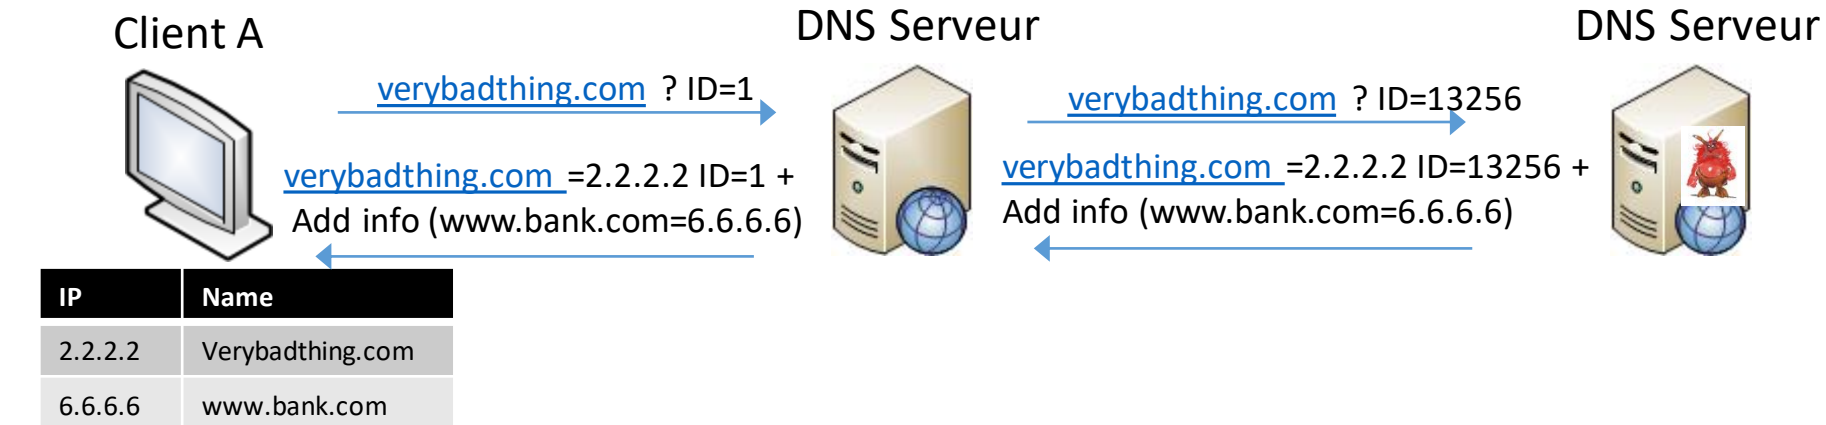 Client A
DNS Serveur
DNS Serveur
verybadthing.com ? ID=1
verybadthing.com ? ID=13256
verybadthing.com =2.2.2.2 ID=1 +
Add info (www.bank.com=6.6.6.6)
verybadthing.com =2.2.2.2 ID=13256 +
Add info (www.bank.com=6.6.6.6)
IP Name
2.2.2.2 Verybadthing.com
6.6.6.6 www.bank.com